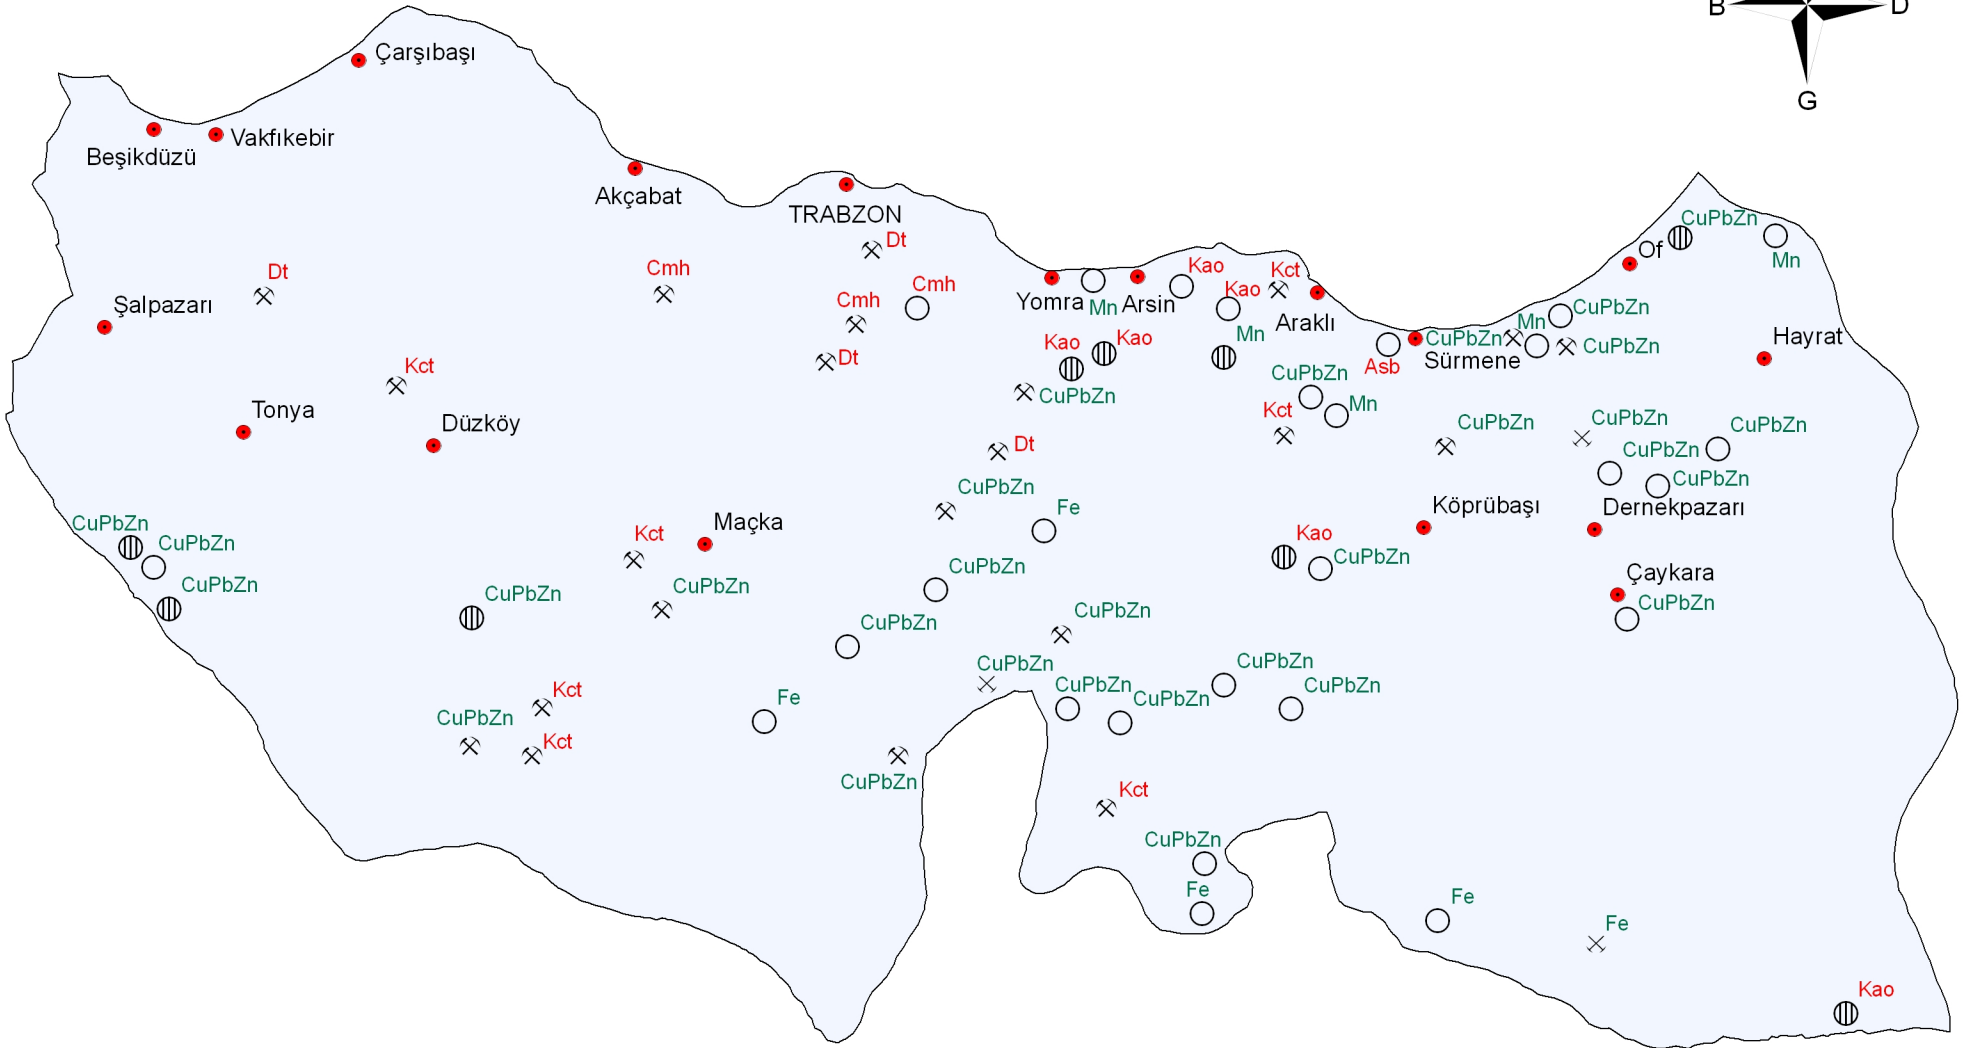 B
D
G
Çarşıbaşı
Vakfıkebir
Beşikdüzü
Akçabat
TRABZON
Dt
CuPbZn
Of
Mn
Dt
Cmh
Kao
Kct
Şalpazarı
Cmh
Cmh
Yomra
Mn
Arsin
Kao
Araklı
CuPbZn
Mn
Dt
Kct
Kao
Kao
Mn
CuPbZn
Sürmene
CuPbZn
Hayrat
Asb
CuPbZn
CuPbZn
Mn
Tonya
Düzköy
Kct
CuPbZn
CuPbZn
CuPbZn
Dt
CuPbZn
CuPbZn
CuPbZn
Fe
Köprübaşı
Dernekpazarı
CuPbZn
CuPbZn
Maçka
Kct
Kao
CuPbZn
CuPbZn
Çaykara
CuPbZn
CuPbZn
CuPbZn
CuPbZn
CuPbZn
CuPbZn
CuPbZn
CuPbZn
CuPbZn
CuPbZn
CuPbZn
Kct
Fe
CuPbZn
Kct
CuPbZn
Kct
CuPbZn
Fe
Fe
Fe
Kao